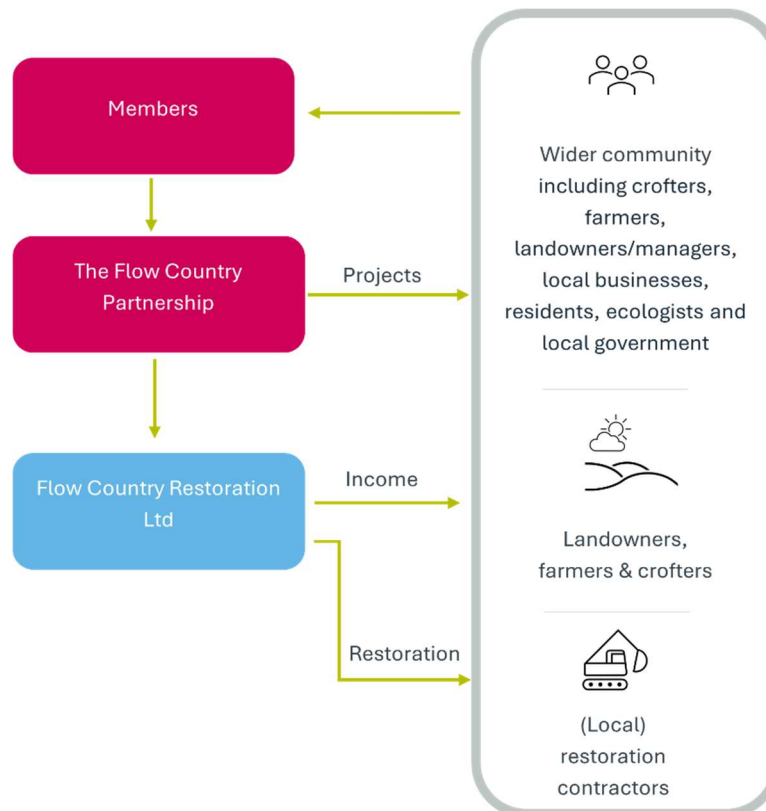 Members
The Flow Country
Partnership
Projects
Flow Country Restoration
Ltd
Income
Restoration
Wider community
including crofters,
farmers,
landowners/managers,
local businesses,
residents, ecologists and
local government
Landowners,
farmers & crofters
(Local)
restoration
contractors